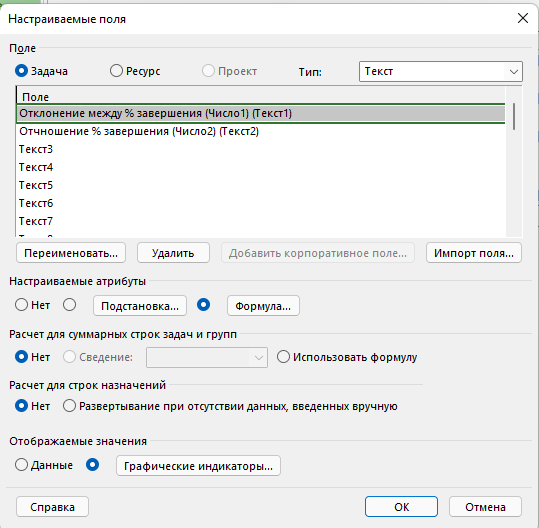 Настраиваемые поля
Поле
Задача Ресурс Проект Тип: Текст
Поле
Отклонение между % завершения (Число1) (Текст1)
Отчношение % завершения (Число2) (Текст2)
Текст3
Текст4
Текст5
Текст6
Текст7
Переименовать... Удалить Добавить корпоративное поле... Импорт поля...
Настраиваемые атрибуты
Нет Подстановка... Формула...
Расчет для суммарных строк задач и групп
Нет Сведение: Использовать формулу
Расчет для строк назначений
Нет Развертывание при отсутствии данных, введенных вручную
Отображаемые значения
Данные Графические индикаторы...
Справка ОК Отмена